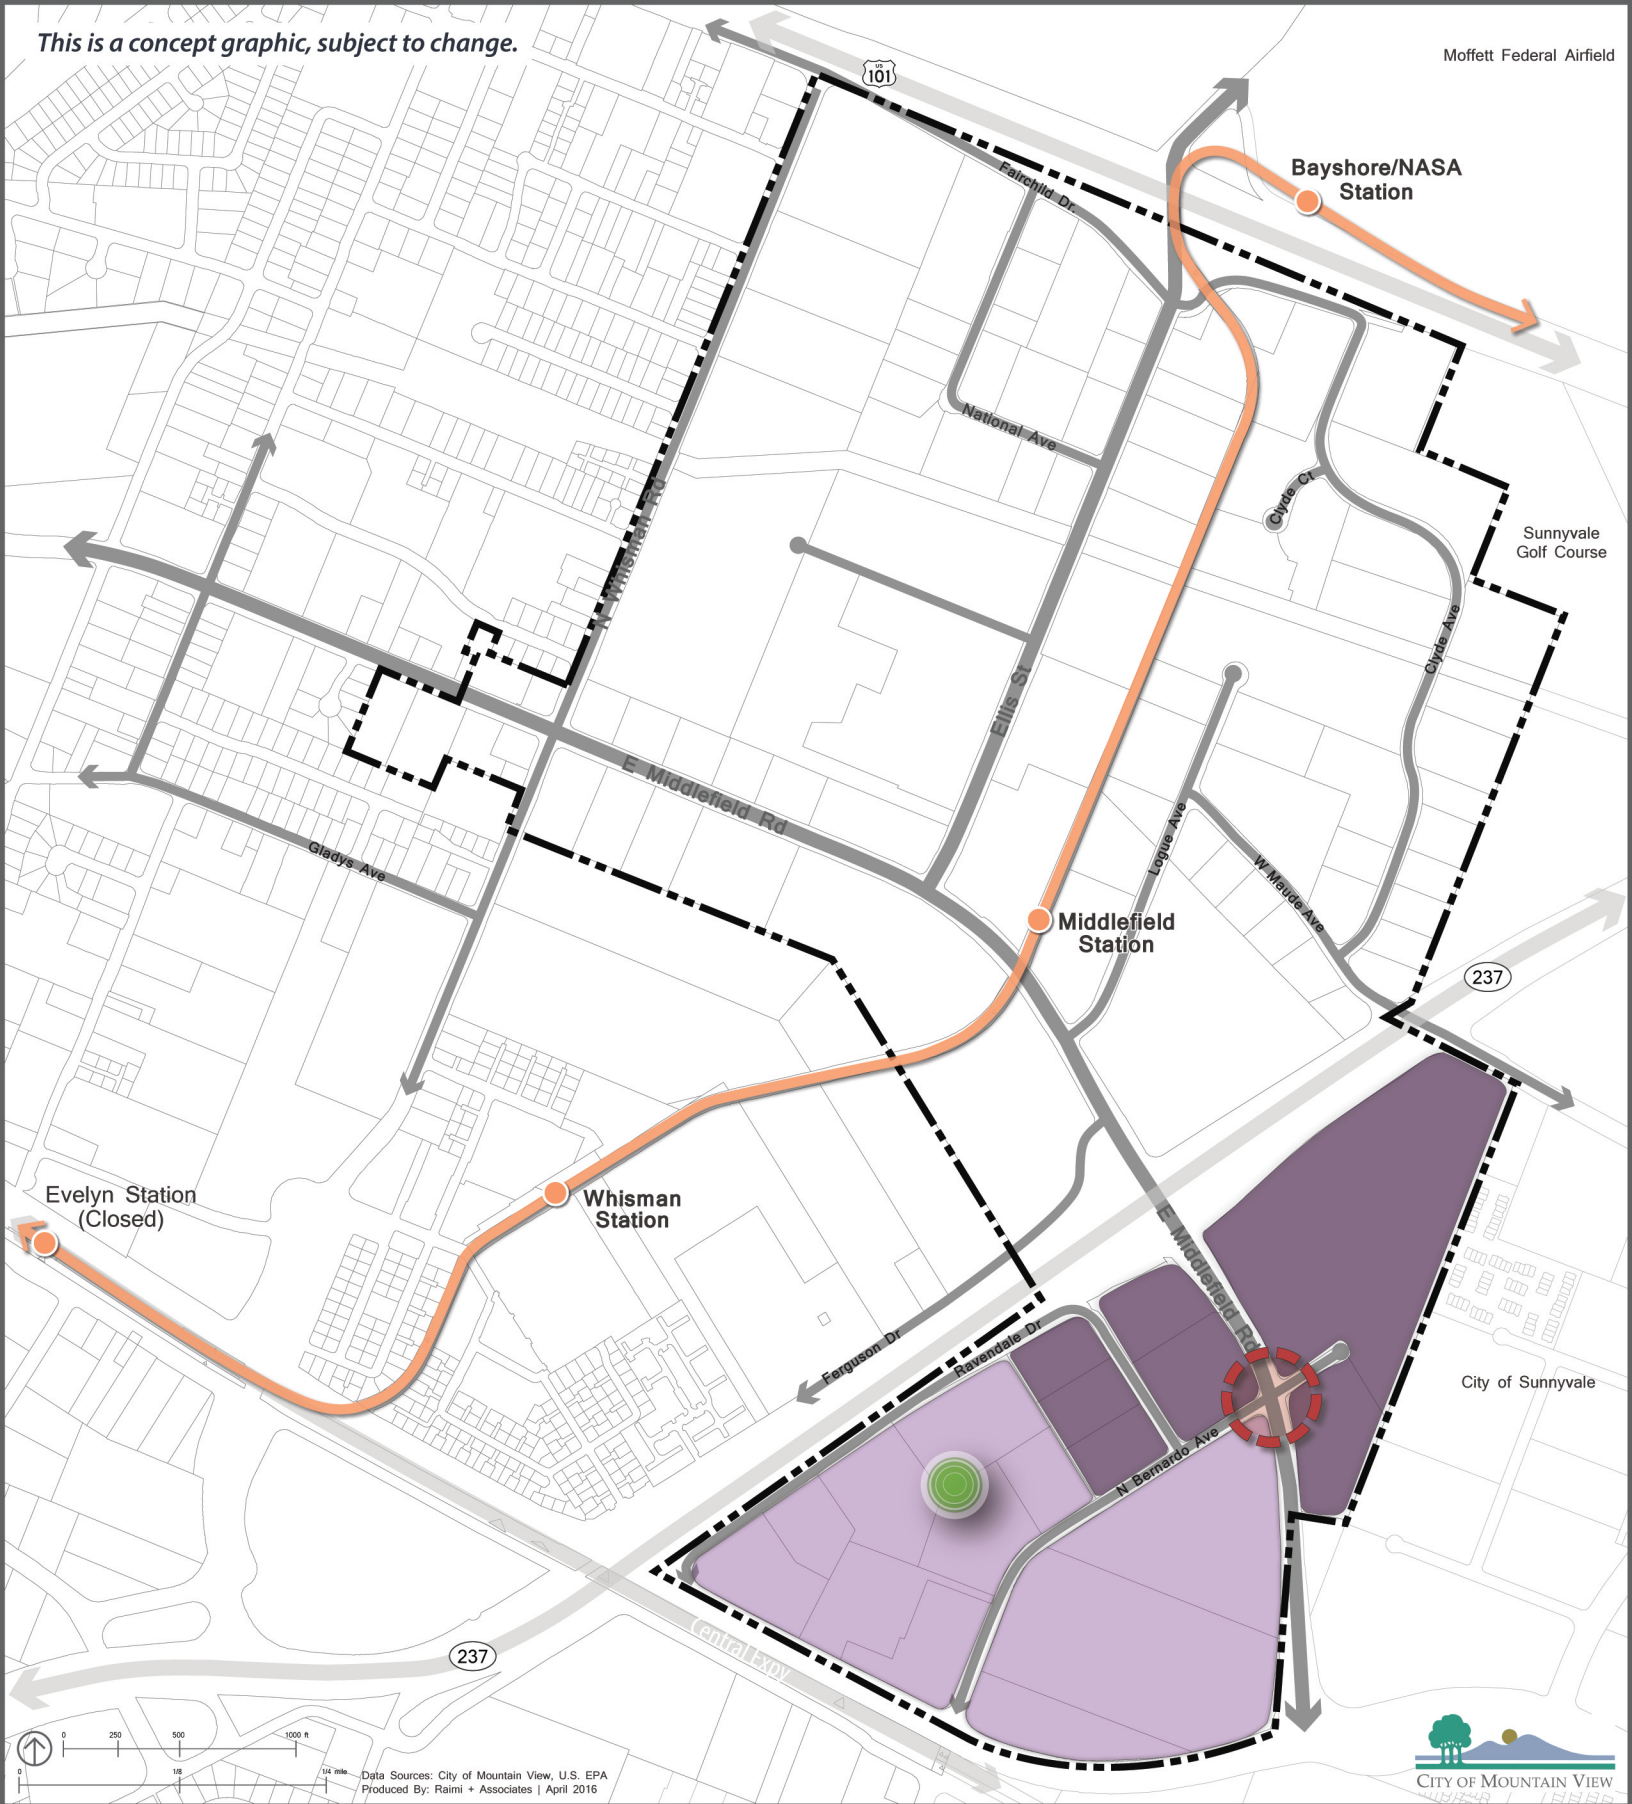 This is a concept graphic, subject to change.
US
101
Moffett Federal Airfield
Bayshore/NASA
Station
Fairchild Dr.
National Ave
Clyde Ct
Sunnyvale
Golf Course
N Whisman Rd
Clyde Ave
Ellis St
E Middlefield Rd
Logue Ave
Gladys Ave
W Maude Ave
Middlefield
Station
237
Evelyn Station
(Closed)
Whisman
Station
E Middlefield Rd
Ferguson Dr
Ravendale Dr
City of Sunnyvale
N Bernardo Ave
237
Central Expy
0 250 500 1000 ft
0 1/8 1/4 mile
Data Sources: City of Mountain View, U.S. EPA
Produced By: Raimi + Associates | April 2016
CITY OF MOUNTAIN VIEW